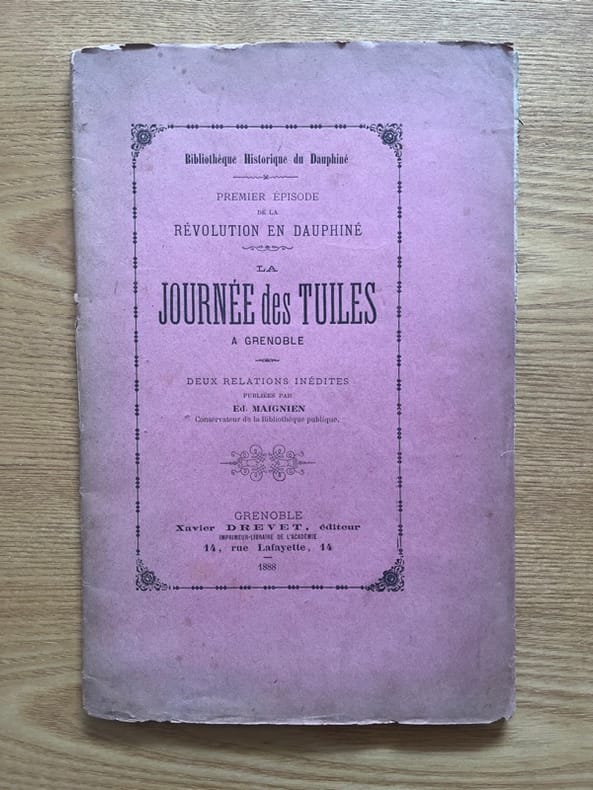 Bibliothèque Historique du Dauphiné
PREMIER ÉPISODE
DE LA
RÉVOLUTION EN DAUPHINÉ
LA
JOURNÉE des TUILES
A GRENOBLE
DEUX RELATIONS INÉDITES
PUBLIÉES PAR
Ed. MAIGNIEN
Conservateur de la Bibliothèque publique.
GRENOBLE
Xavier DREVET, éditeur
IMPRIMEUR-LIBRAIRE DE L'ACADÉMIE
14, rue Lafayette, 14
1888